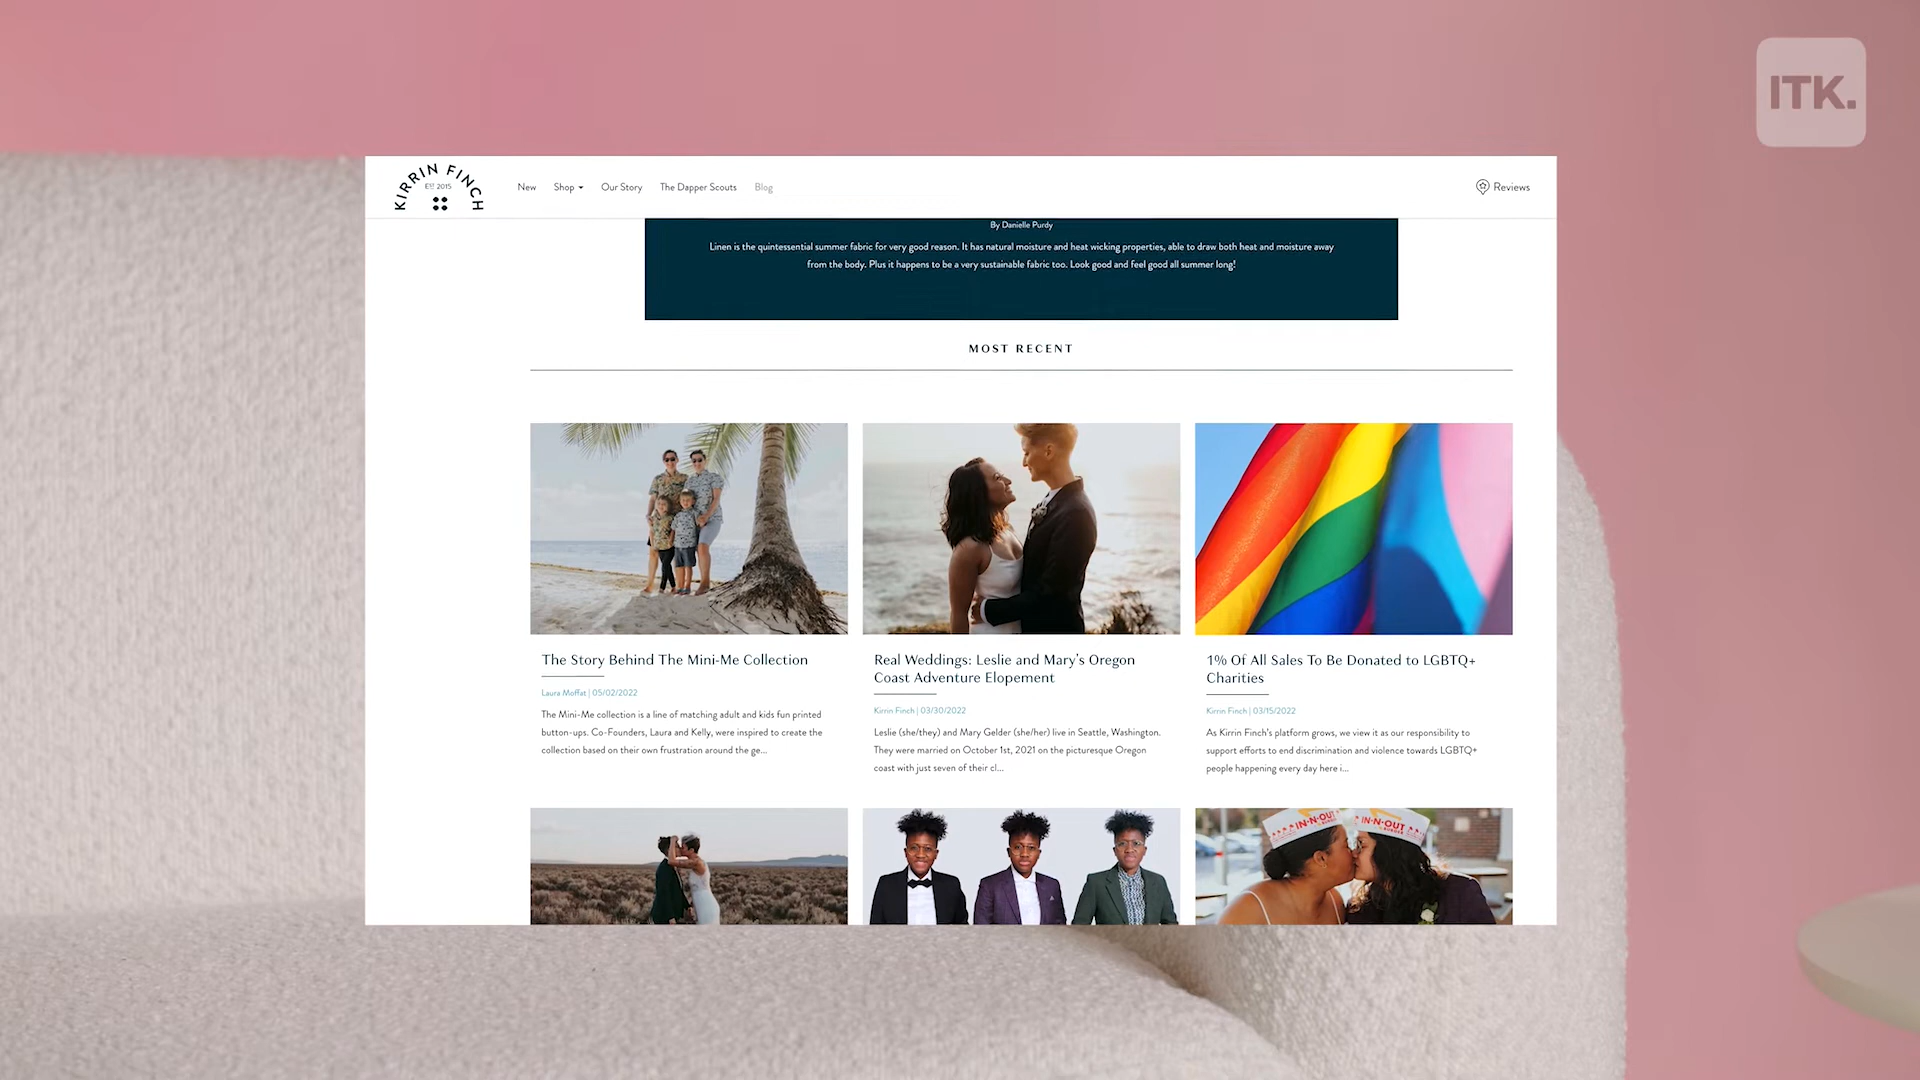 ITK.
KIRRIN FINCH
EST 2015
New Shop Our Story The Dapper Scouts Blog Reviews
By Danielle Purdy
Linen is the quintessential summer fabric for very good reason. It has natural moisture and heat wicking properties, able to draw both heat and moisture away
from the body. Plus it happens to be a very sustainable fabric too. Look good and feel good all summer long!
MOST RECENT
The Story Behind The Mini-Me Collection
Laura Moffat | 05/02/2022
The Mini-Me collection is a line of matching adult and kids fun printed
button-ups. Co-Founders, Laura and Kelly, were inspired to create the
collection based on their own frustration around the ge...
Real Weddings: Leslie and Mary's Oregon
Coast Adventure Elopement
Kirrin Finch | 03/30/2022
Leslie (she/they) and Mary Gelder (she/her) live in Seattle, Washington.
They were married on October 1st, 2021 on the picturesque Oregon
coast with just seven of their cl...
1% Of All Sales To Be Donated to LGBTQ+
Charities
Kirrin Finch | 03/15/2022
As Kirrin Finch's platform grows, we view it as our responsibility to
support efforts to end discrimination and violence towards LGBTQ+
people happening every day here i...
IN-N-OUT
IN-N-OUT